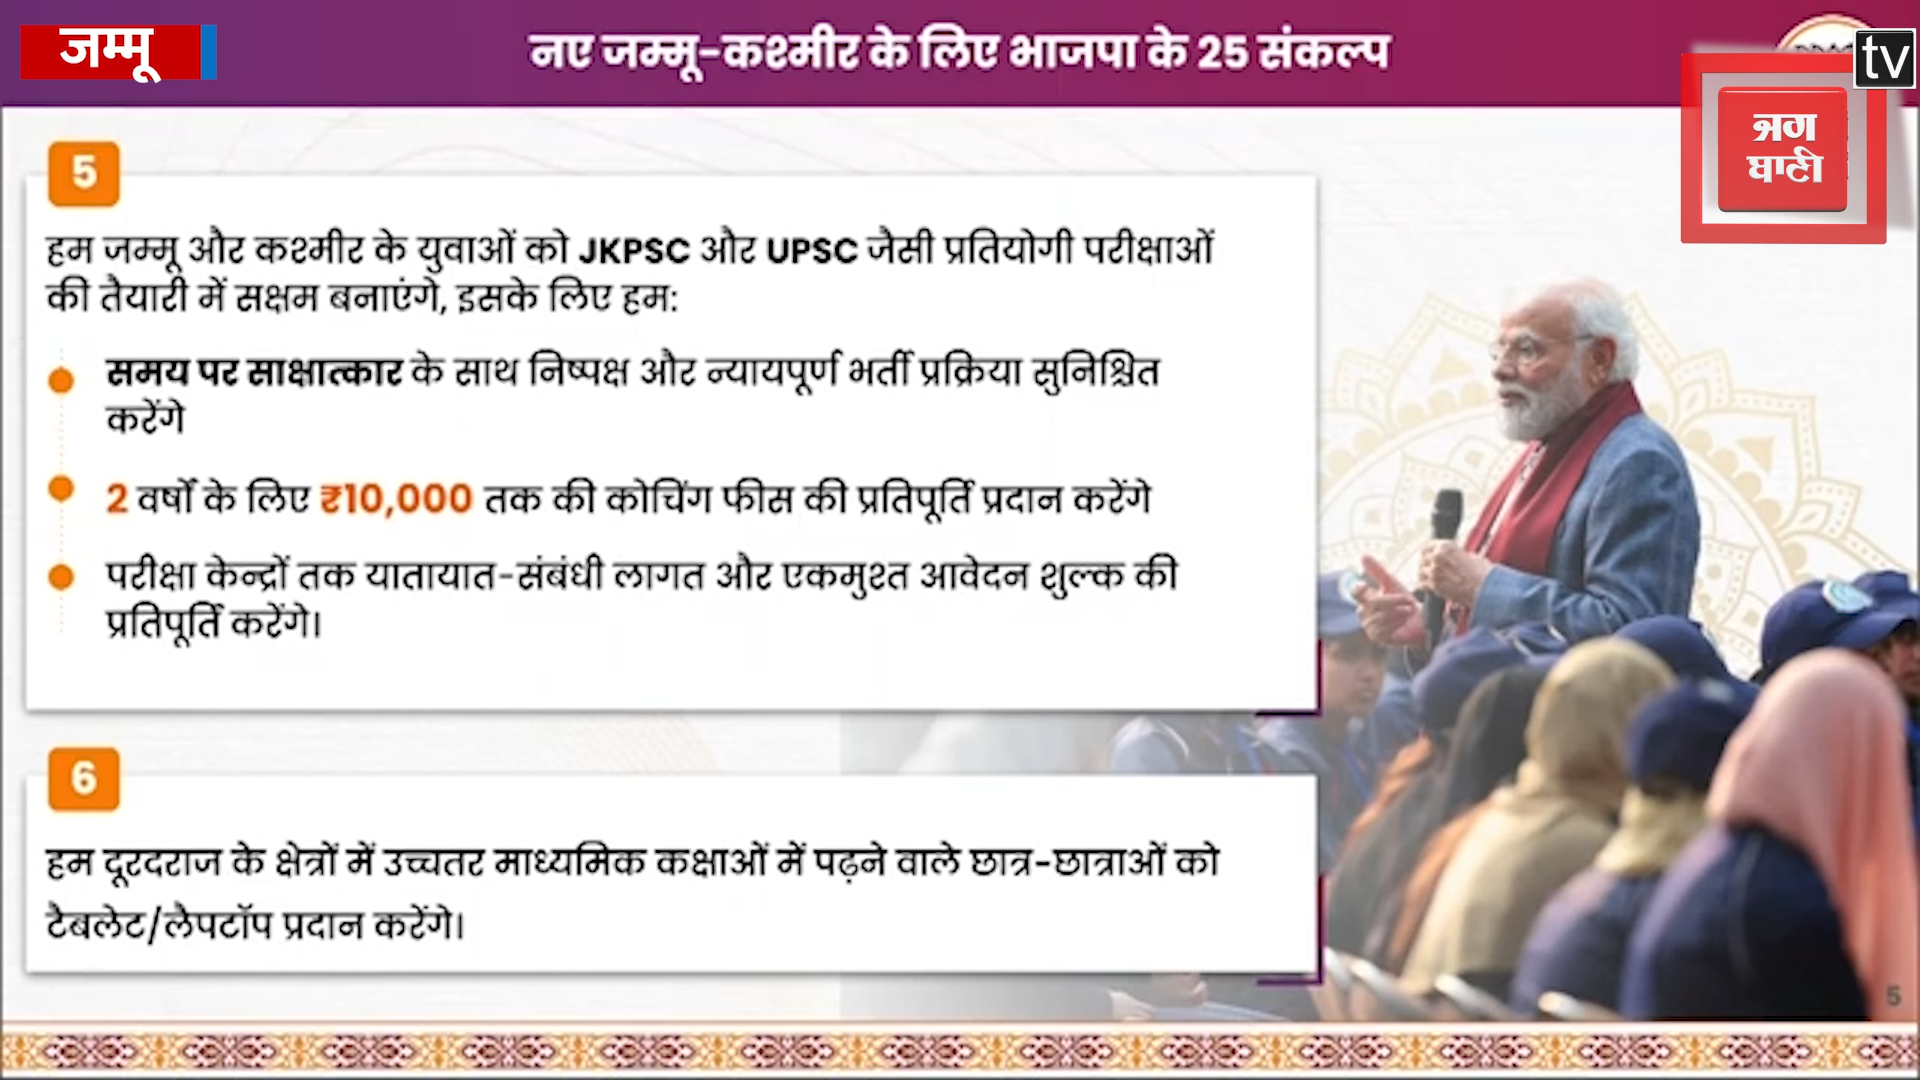 जम्मू
नए जम्मू-कश्मीर के लिए भाजपा के 25 संकल्प
tv
जग
बाणी
5
हम जम्मू और कश्मीर के युवाओं को JKPSC और UPSC जैसी प्रतियोगी परीक्षाओं
की तैयारी में सक्षम बनाएंगे, इसके लिए हम:
समय पर साक्षात्कार के साथ निष्पक्ष और न्यायपूर्ण भर्ती प्रक्रिया सुनिश्चित
करेंगे
2 वर्षों के लिए ₹10,000 तक की कोचिंग फीस की प्रतिपूर्ति प्रदान करेंगे
परीक्षा केन्द्रों तक यातायात-संबंधी लागत और एकमुश्त आवेदन शुल्क की
प्रतिपूर्ति करेंगे।
6
हम दूरदराज के क्षेत्रों में उच्चतर माध्यमिक कक्षाओं में पढ़ने वाले छात्र-छात्राओं को
टैबलेट/लैपटॉप प्रदान करेंगे।
5